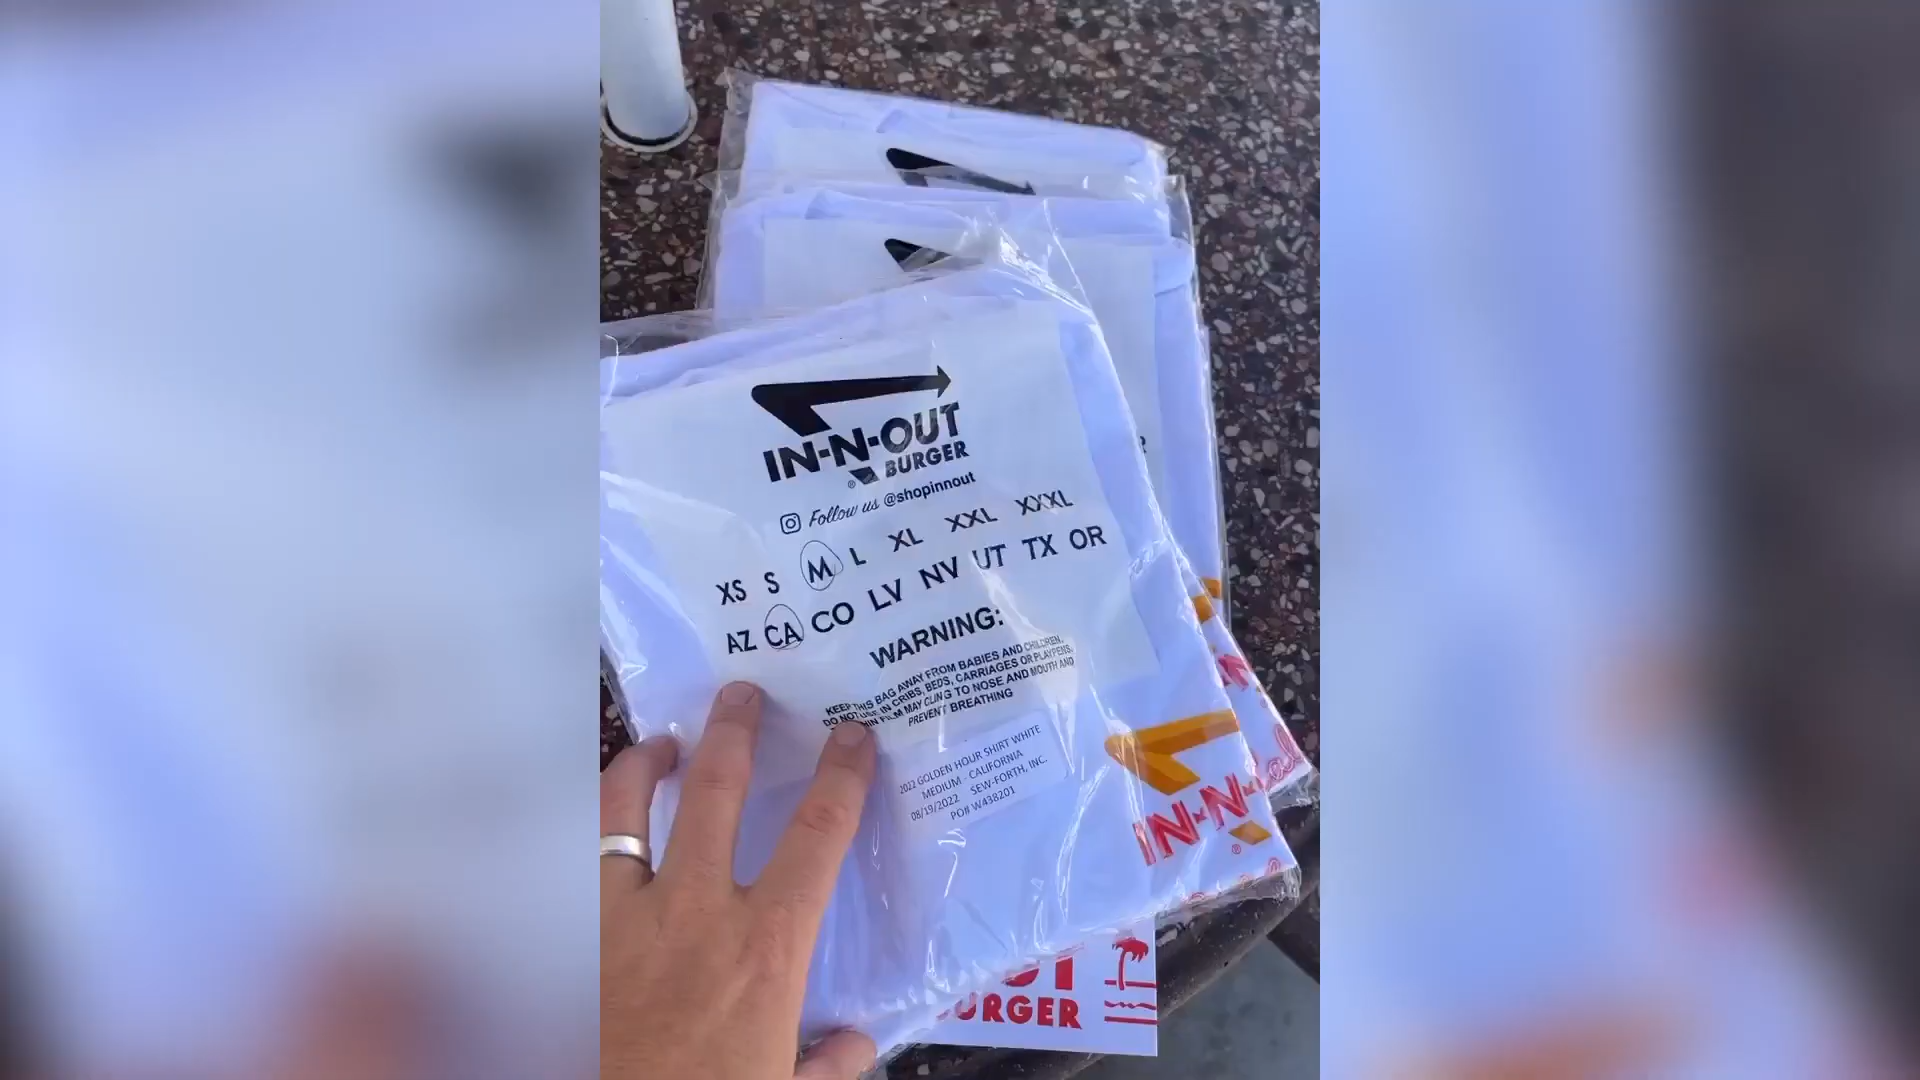 IN-N-OUT
BURGER
®
Follow us @shopinnout
XS S M L XL XXL XXXL
AZ CA CO LV NV UT TX OR
WARNING:
KEEP THIS BAG AWAY FROM BABIES AND CHILDREN.
DO NOT USE IN CRIBS, BEDS, CARRIAGES OR PLAYPENS.
THIN FILM MAY CLING TO NOSE AND MOUTH AND
PREVENT BREATHING
2022 GOLDEN HOUR SHIRT WHITE
MEDIUM - CALIFORNIA
08/19/2022 SEW-FORTH, INC.
PO# W438201
IN-N-
®
BURGER